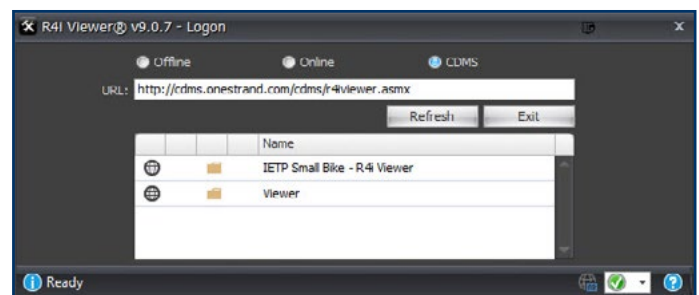 R4I Viewer® v9.0.7 - Logon
Offline Online CDMS
URL: http://cdms.onestrand.com/cdms/r4iviewer.asmx
Refresh Exit
Name
IETP Small Bike - R4i Viewer
Viewer
Ready